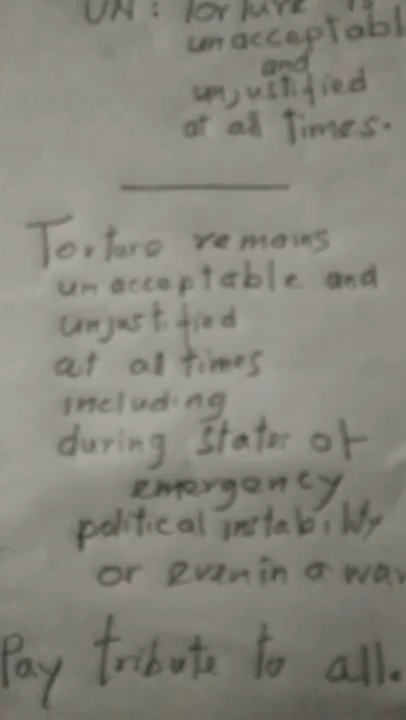 UN: Torture is
unacceptabl
and
unjustified
at all times.
Torture remains
unacceptable and
unjustified
at all times
including
during state of
emergency
political instability
or even in a war
Pay tribute to all.